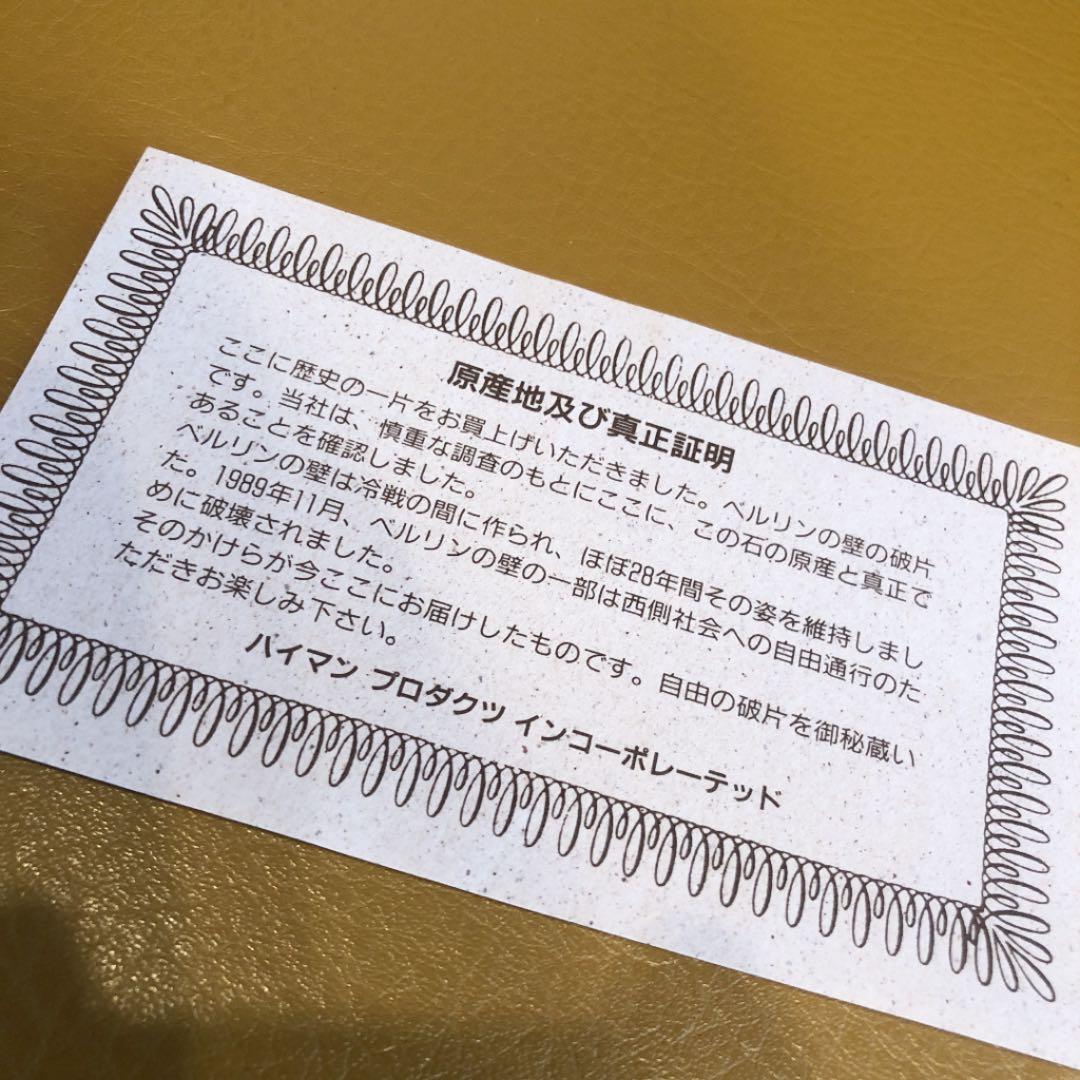 原産地及び真正証明
ここに歴史の一片をお買上げいただきました。ベルリンの壁の破片
です。当社は、慎重な調査のもとにここに、この石の原産と真正で
あることを確認しました。
ベルリンの壁は冷戦の間に作られ、ほぼ28年間その姿を維持しまし
た。1989年11月、ベルリンの壁の一部は西側社会への自由通行のた
めに破壊されました。
そのかけらが今ここにお届けしたものです。自由の破片を御秘蔵い
ただきお楽しみ下さい。
ハイマン プロダクツ インコーポレーテッド